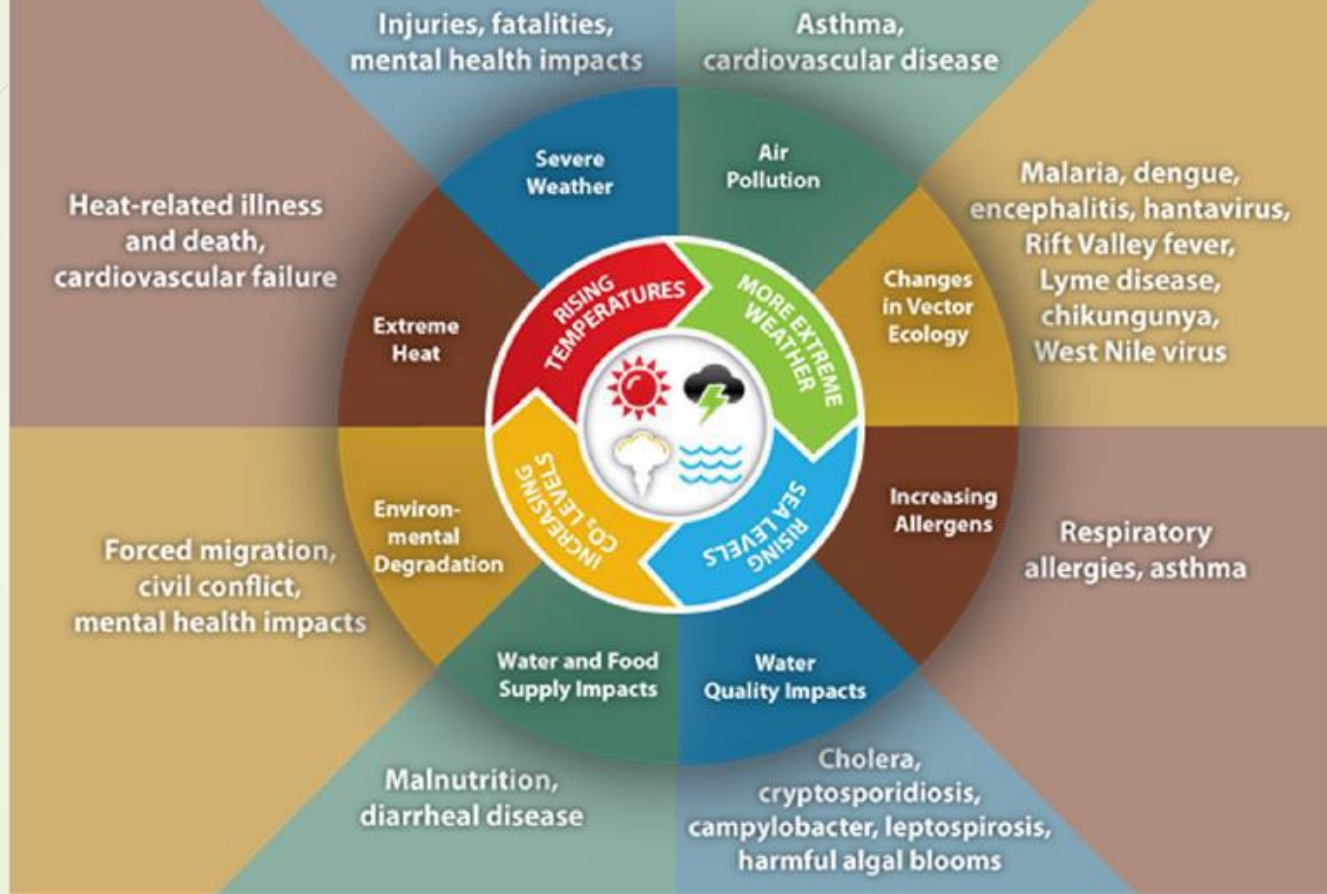 Injuries, fatalities,
mental health impacts
Asthma,
cardiovascular disease
Severe
Weather
Air
Pollution
Malaria, dengue,
encephalitis, hantavirus,
Rift Valley fever,
Lyme disease,
chikungunya,
West Nile virus
Heat-related illness
and death,
cardiovascular failure
Changes
in Vector
Ecology
Extreme
Heat
RISING
TEMPERATURES
MORE EXTREME
WEATHER
INCREASING
CO₂ LEVELS
RISING
SEA LEVELS
Environ-
mental
Degradation
Increasing
Allergens
Forced migration,
civil conflict,
mental health impacts
Respiratory
allergies, asthma
Water and Food
Supply Impacts
Water
Quality Impacts
Malnutrition,
diarrheal disease
Cholera,
cryptosporidiosis,
campylobacter, leptospirosis,
harmful algal blooms